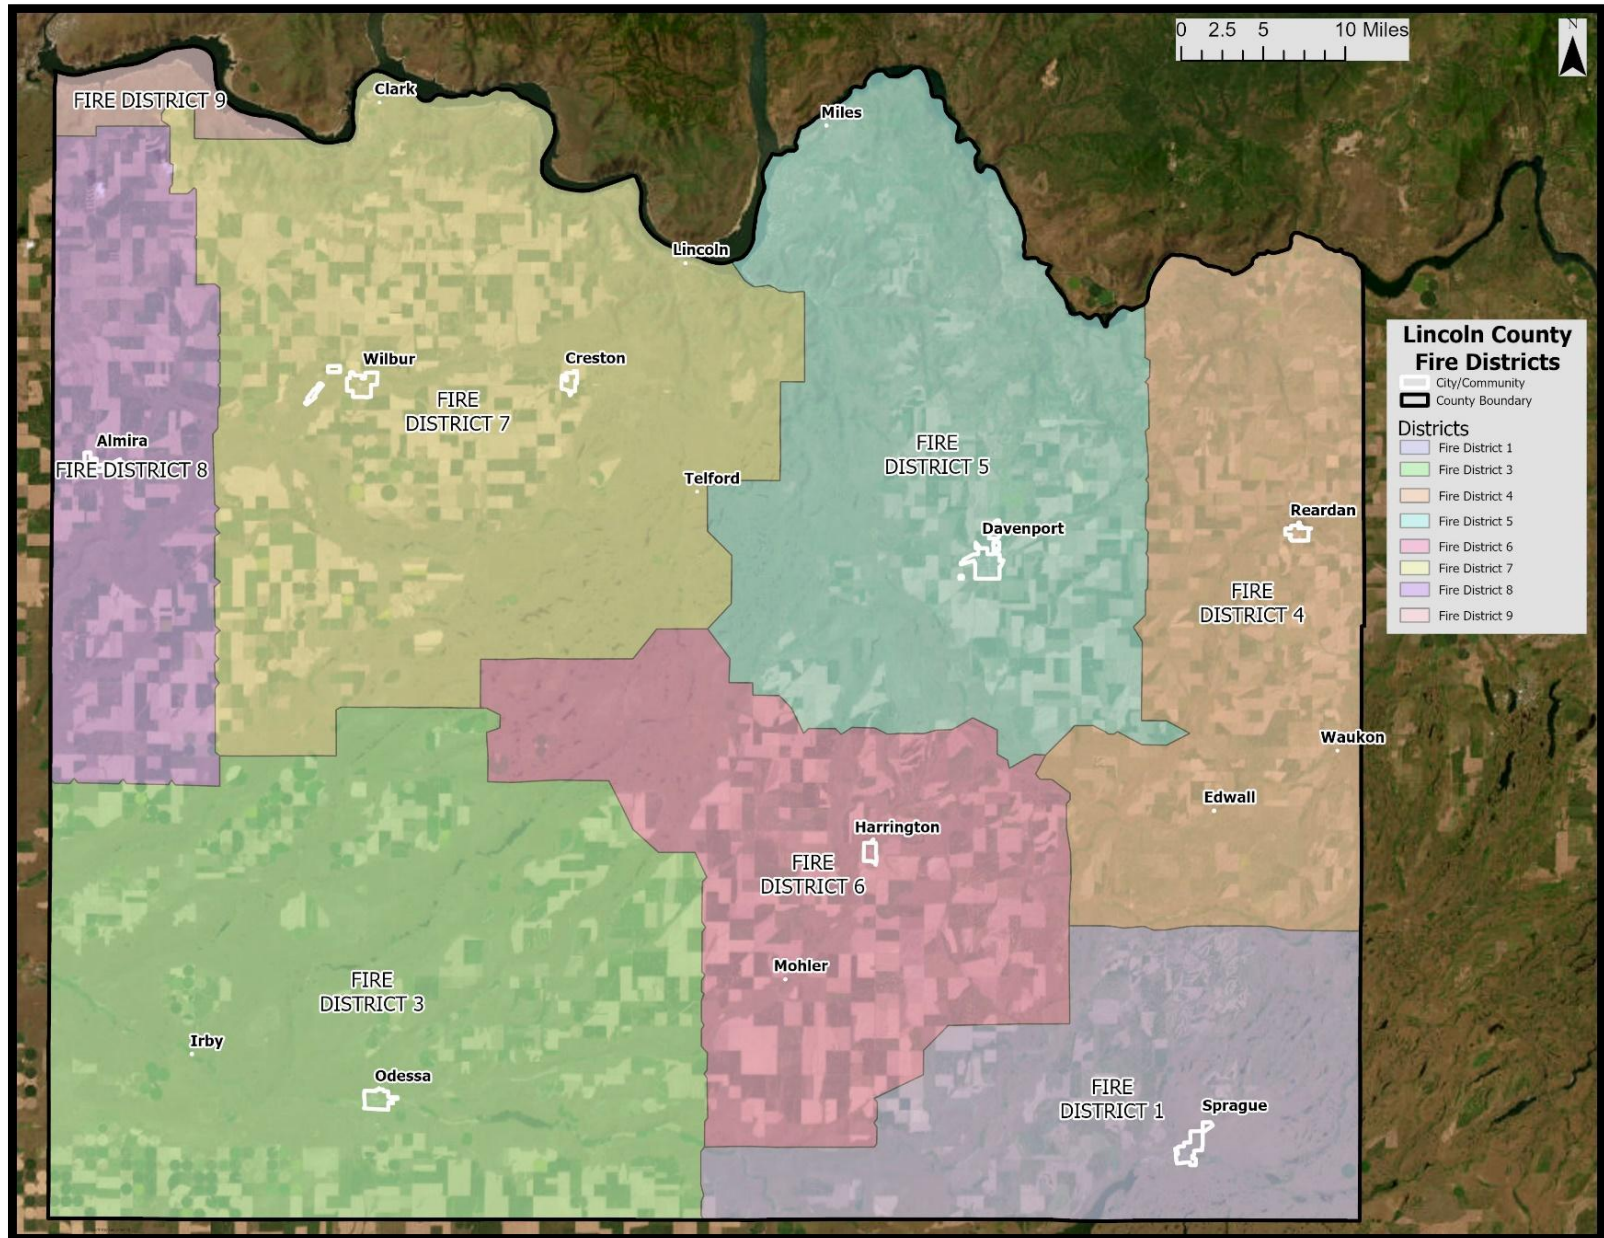 0 2.5 5 10 Miles
N
Clark
FIRE DISTRICT 9
Miles
Lincoln
Lincoln County
Fire Districts
City/Community
County Boundary
Districts
Fire District 1
Fire District 3
Fire District 4
Fire District 5
Fire District 6
Fire District 7
Fire District 8
Fire District 9
Wilbur
Creston
FIRE
DISTRICT 7
Almira
FIRE DISTRICT 8
FIRE
DISTRICT 5
Telford
Davenport
Reardan
FIRE
DISTRICT 4
Waukon
Edwall
Harrington
FIRE
DISTRICT 6
Mohler
FIRE
DISTRICT 3
Irby
Odessa
FIRE
DISTRICT 1
Sprague